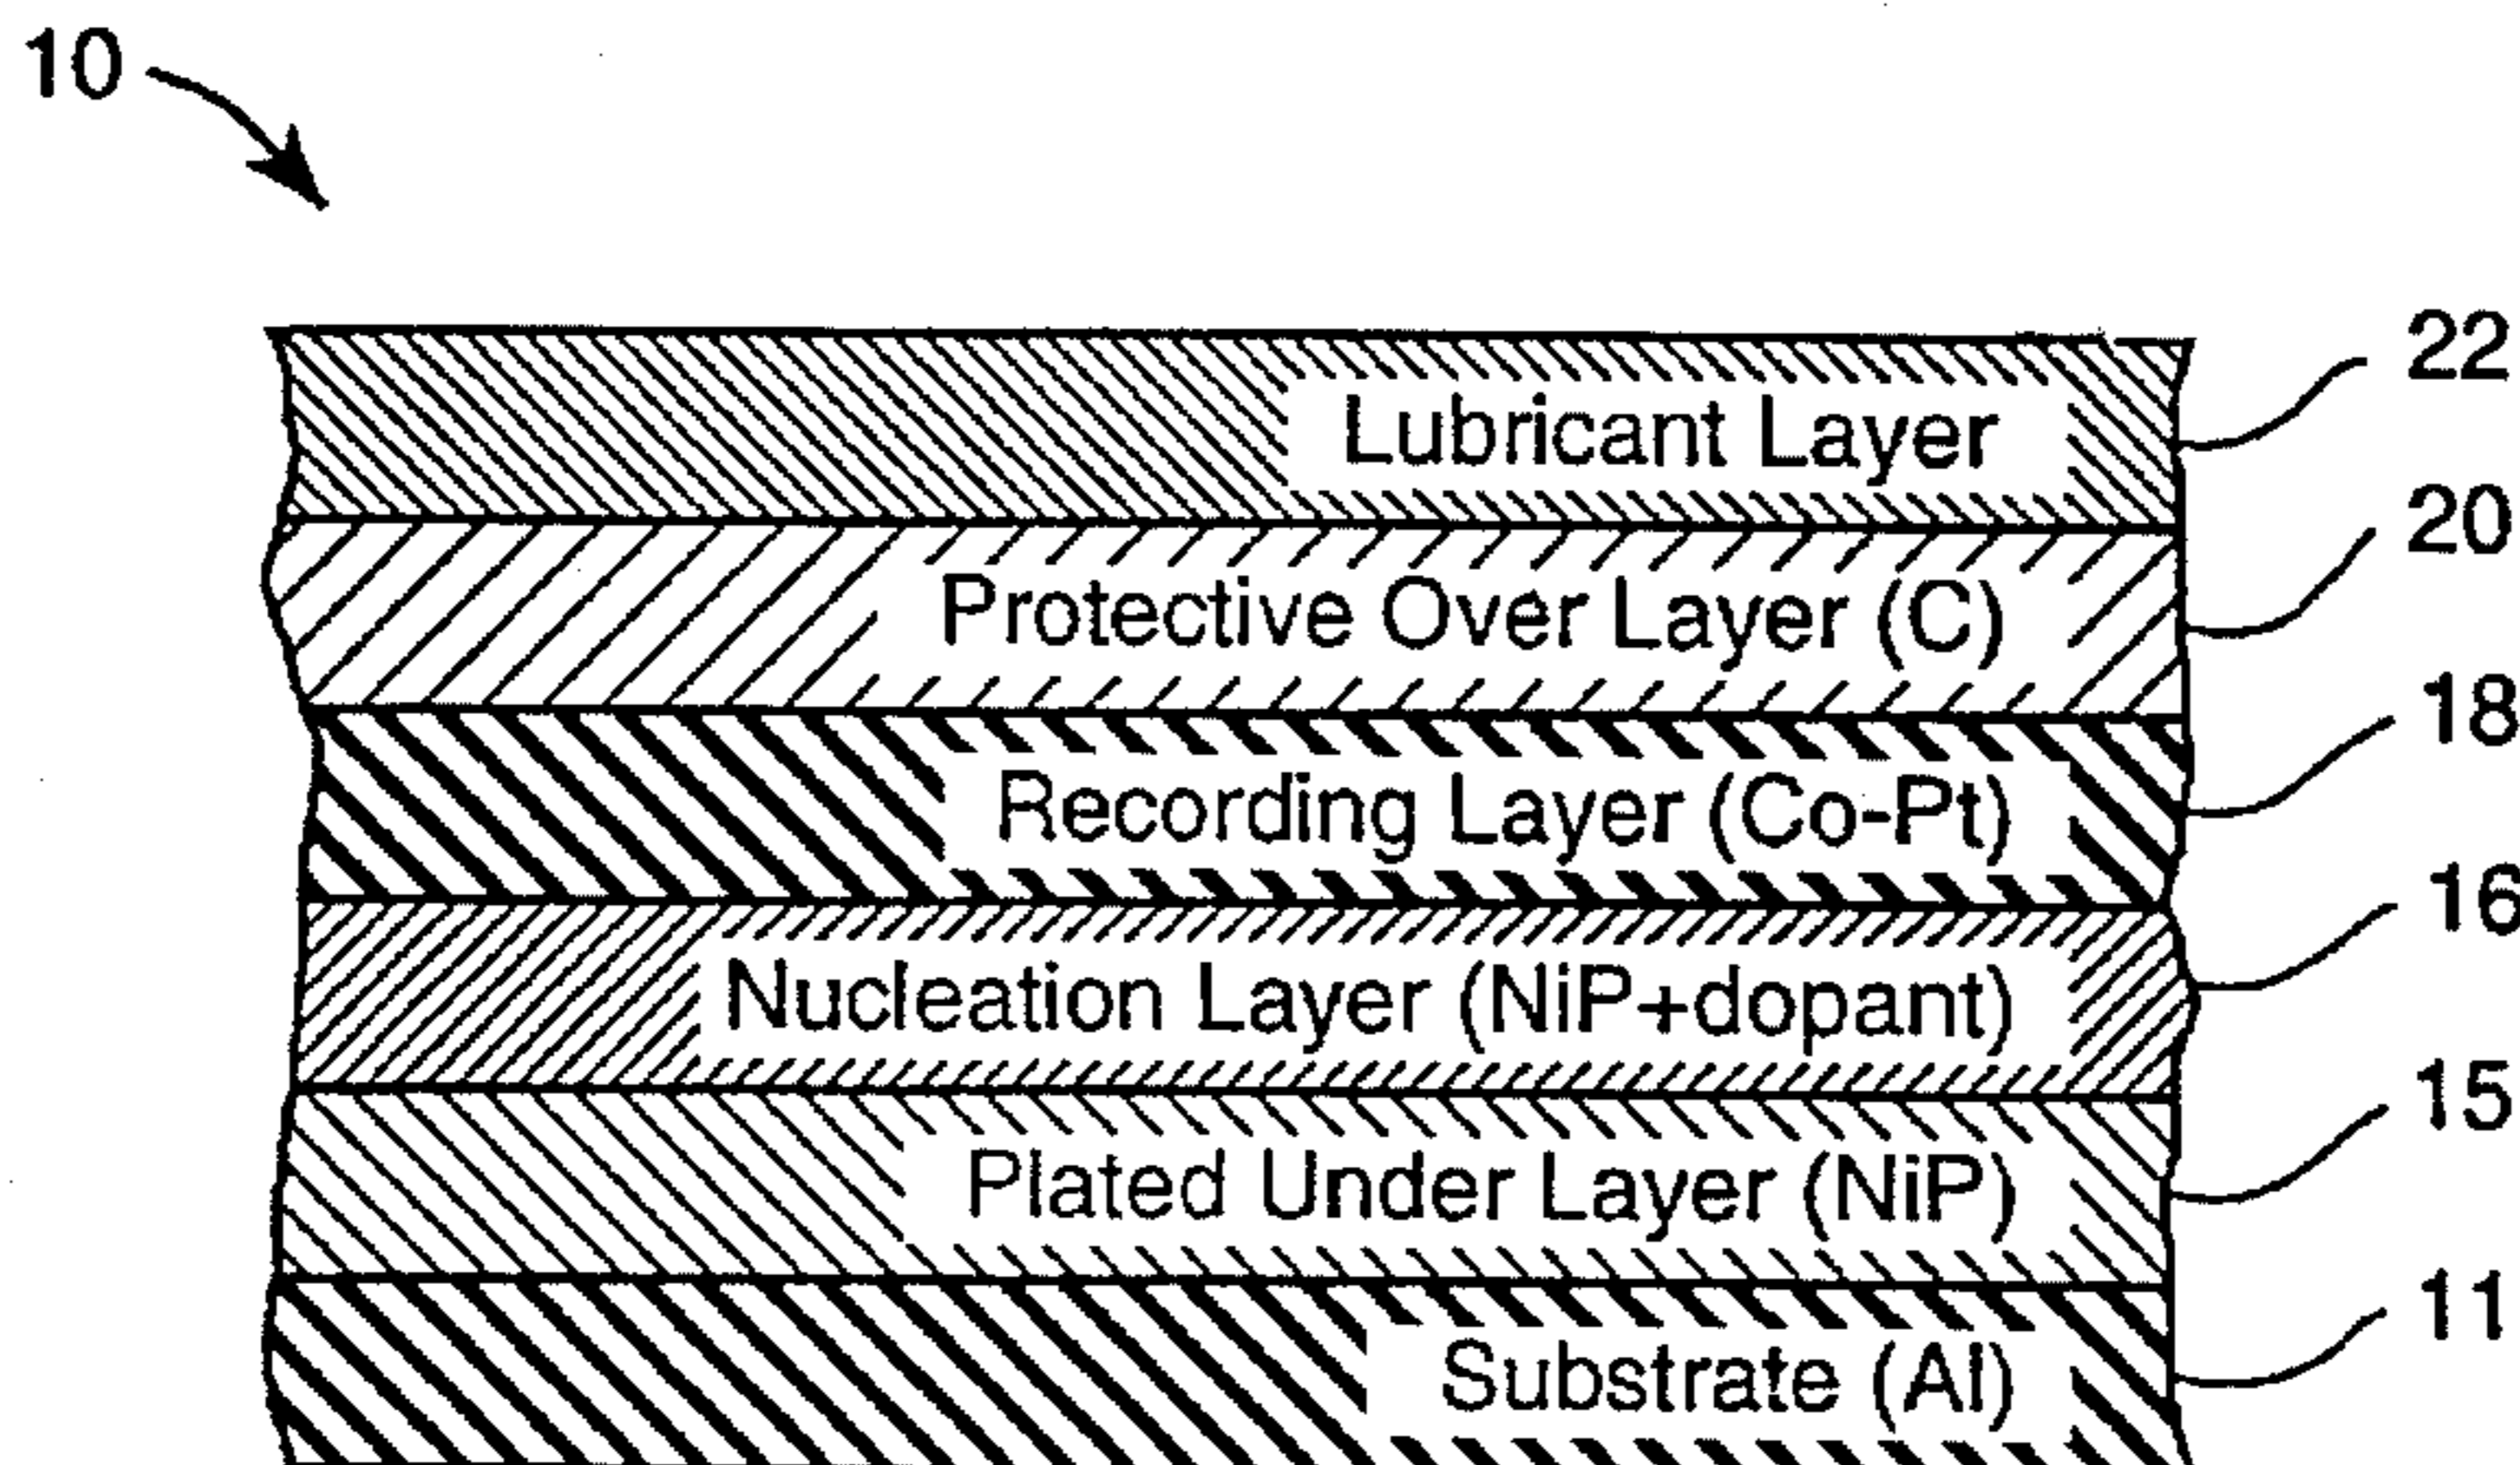 10
22
Lubricant Layer
20
Protective Over Layer (C)
18
Recording Layer (Co-Pt)
16
Nucleation Layer (NiP+dopant)
15
Plated Under Layer (NiP)
11
Substrate (Al)